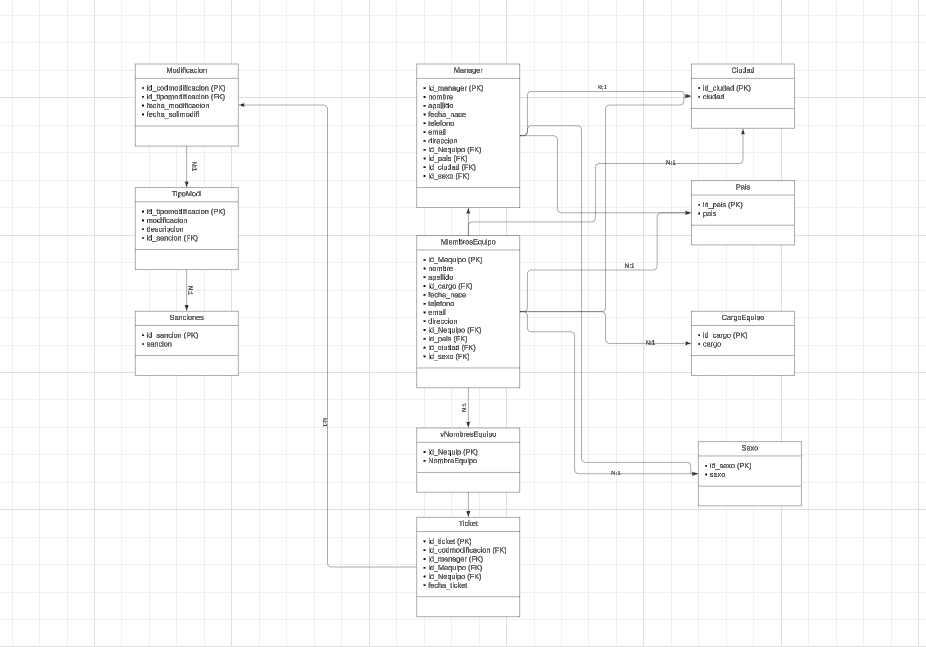 Modificacion
• id_codmodificacion (PK)
• id_tipomodificacion (FK)
• fecha_modificacion
• fecha_solimodifi
N:1
TipoModi
• id_tipomodificacion (PK)
• modificacion
• descripcion
• id_sancion (FK)
N:1
Sanciones
• id_sancion (PK)
• sancion
N:1
Manager
• id_manager (PK)
• nombre
• apellido
• fecha_nace
• telefono
• email
• direccion
• id_Nequipo (FK)
• id_pais (FK)
• id_ciudad (FK)
• id_sexo (FK)
MiembrosEquipo
• id_Mequipo (PK)
• nombre
• apellido
• id_cargo (FK)
• fecha_nace
• telefono
• email
• direccion
• id_Nequipo (FK)
• id_pais (FK)
• id_ciudad (FK)
• id_sexo (FK)
N:1
vNombresEquipo
• id_Nequip (PK)
• NombreEquipo
Ticket
• id_ticket (PK)
• id_codmodificacion (FK)
• id_manager (FK)
• id_Mequipo (FK)
• id_Nequipo (FK)
• fecha_ticket
N:1
Ciudad
• id_ciudad (PK)
• ciudad
N:1
Pais
• id_pais (PK)
• pais
N:1
CargoEquipo
• id_cargo (PK)
• cargo
N:1
Sexo
• id_sexo (PK)
• sexo
N:1